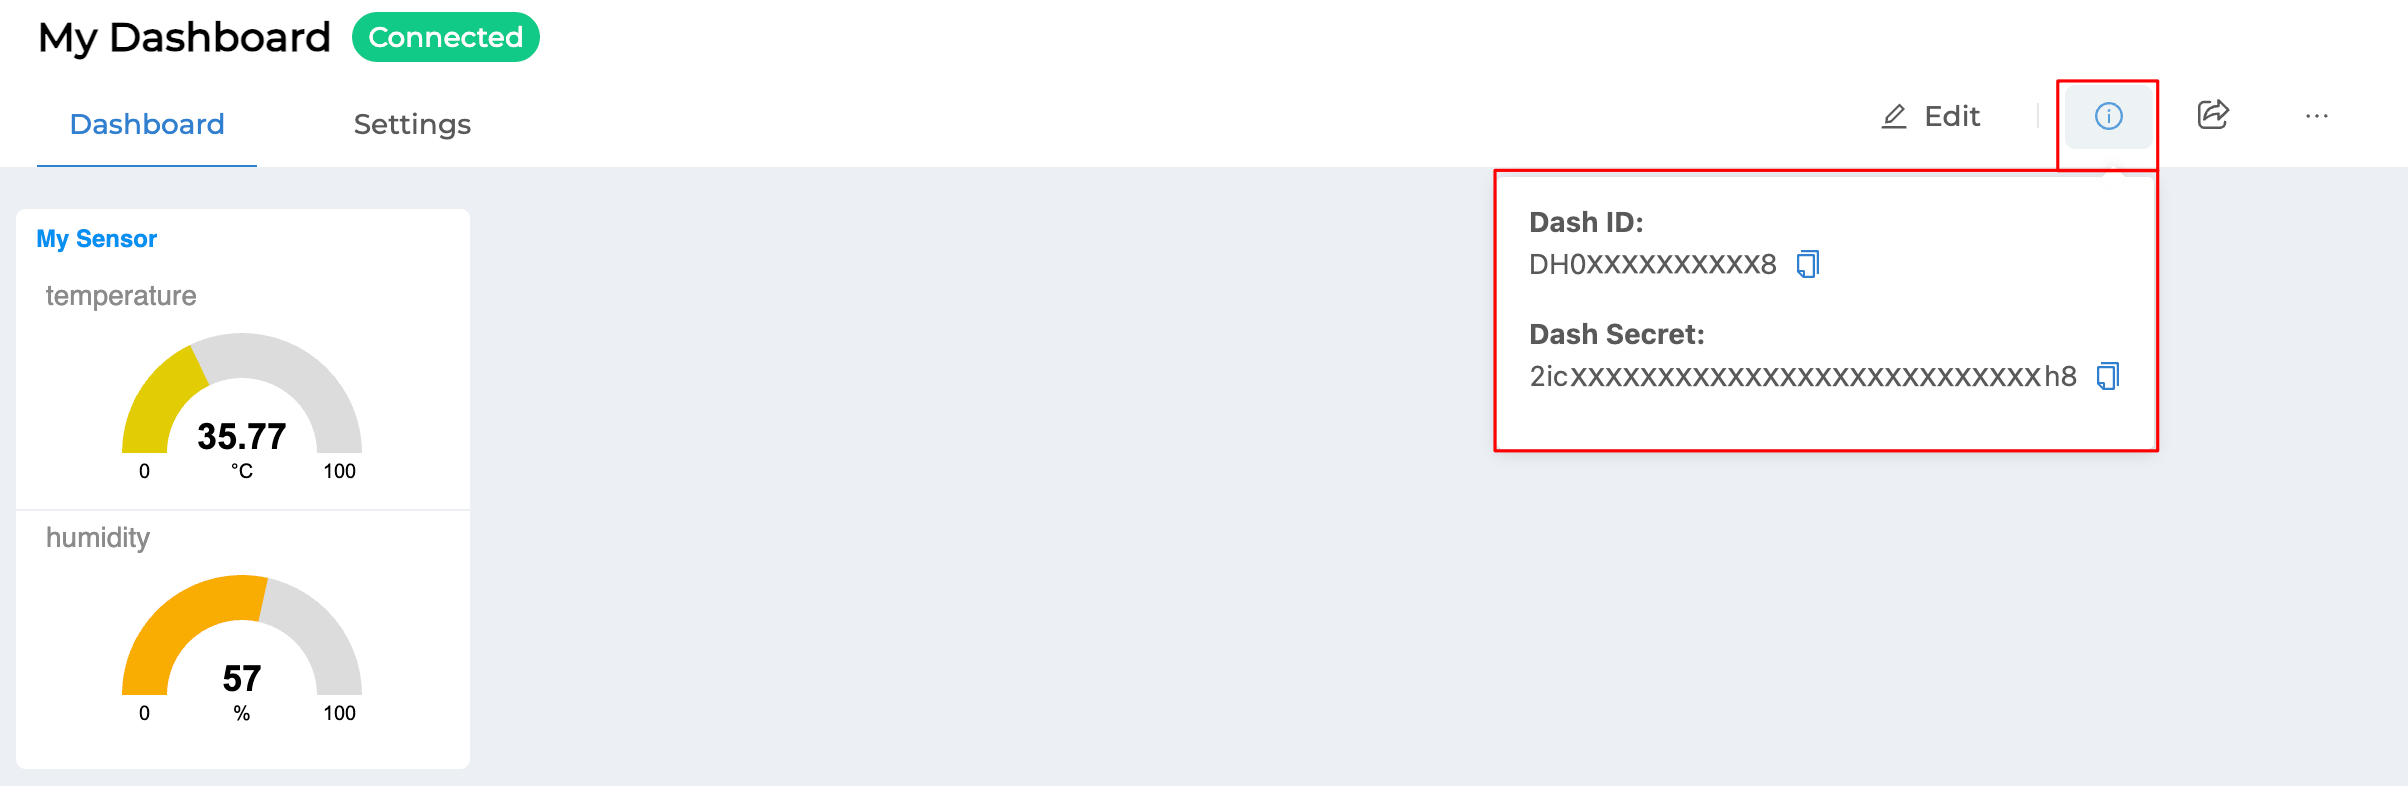 My Dashboard Connected
Dashboard Settings Edit
My Sensor
temperature
35.77
0 °C 100
humidity
57
0 % 100
Dash ID:
DH0XXXXXXXXXX8
Dash Secret:
2icXXXXXXXXXXXXXXXXXXXXXXXXXXXh8